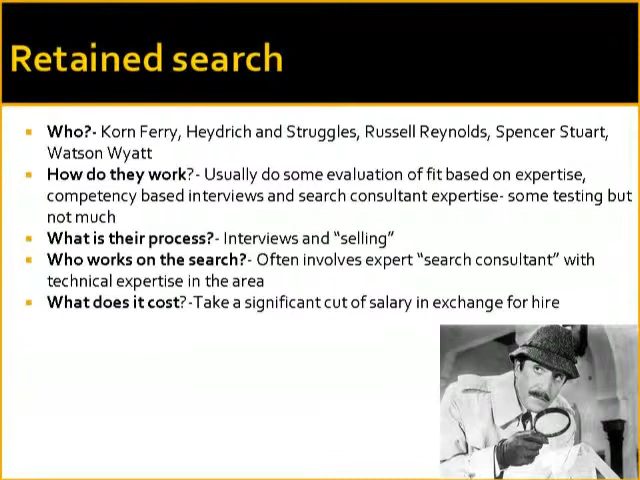 Retained search
Who?- Korn Ferry, Heydrich and Struggles, Russell Reynolds, Spencer Stuart,
Watson Wyatt
How do they work?- Usually do some evaluation of fit based on expertise,
competency based interviews and search consultant expertise- some testing but
not much
What is their process?- Interviews and “selling”
Who works on the search?- Often involves expert “search consultant” with
technical expertise in the area
What does it cost?-Take a significant cut of salary in exchange for hire